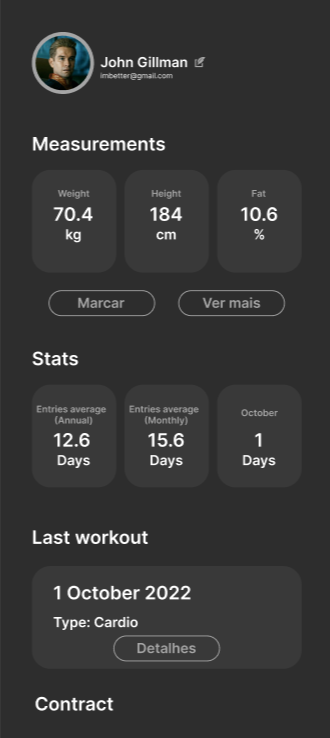 John Gillman
imbetter@gmail.com
Measurements
Weight
70.4
kg
Height
184
cm
Fat
10.6
%
Marcar
Ver mais
Stats
Entries average
(Annual)
12.6
Days
Entries average
(Monthly)
15.6
Days
October
1
Days
Last workout
1 October 2022
Type: Cardio
Detalhes
Contract